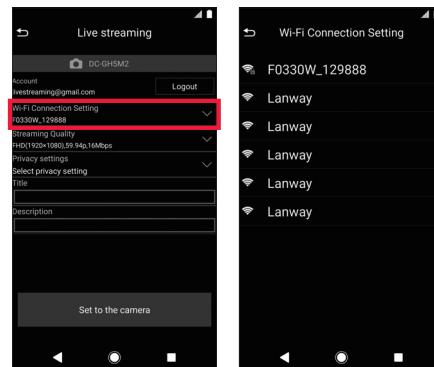 Live streaming
DC-GH5M2
Account
livestreaming@gmail.com
Logout
Wi-Fi Connection Setting
F0330W_129888
Streaming Quality
FHD(1920×1080),59.94p,16Mbps
Privacy settings
Select privacy setting
Title
Description
Set to the camera
Wi-Fi Connection Setting
F0330W_129888
Lanway
Lanway
Lanway
Lanway
Lanway